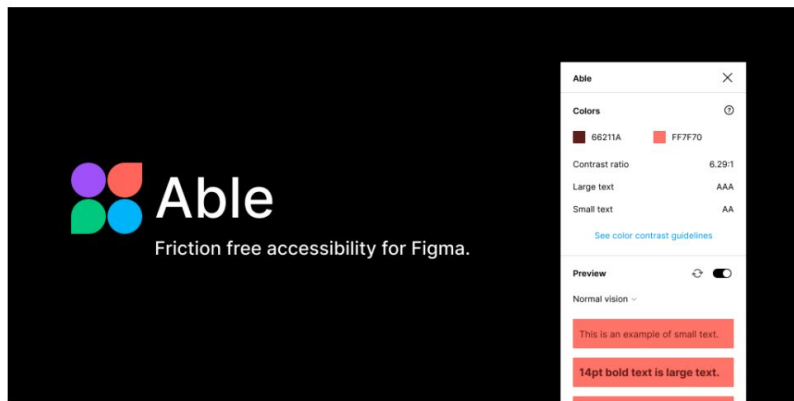 Able
Friction free accessibility for Figma.
Able
Colors
66211A FF7F70
Contrast ratio 6.29:1
Large text AAA
Small text AA
See color contrast guidelines
Preview
Normal vision
This is an example of small text.
14pt bold text is large text.